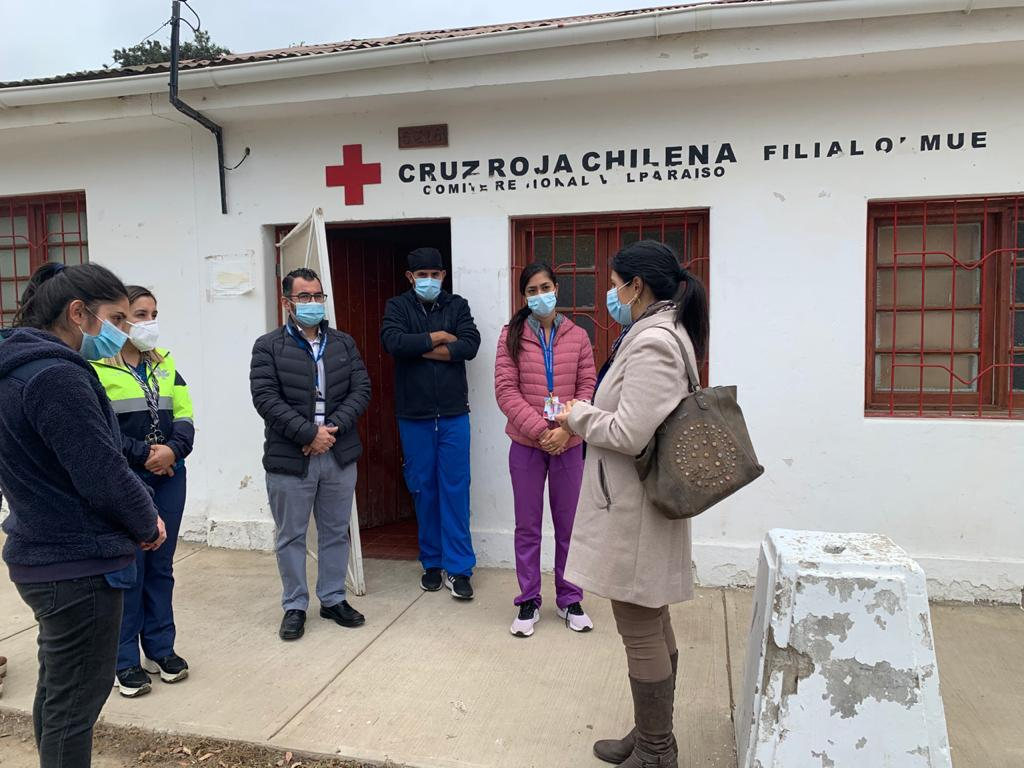 CRUZ ROJA CHILENA FILIAL OLMUE
COMITE REGIONAL VALPARAISO